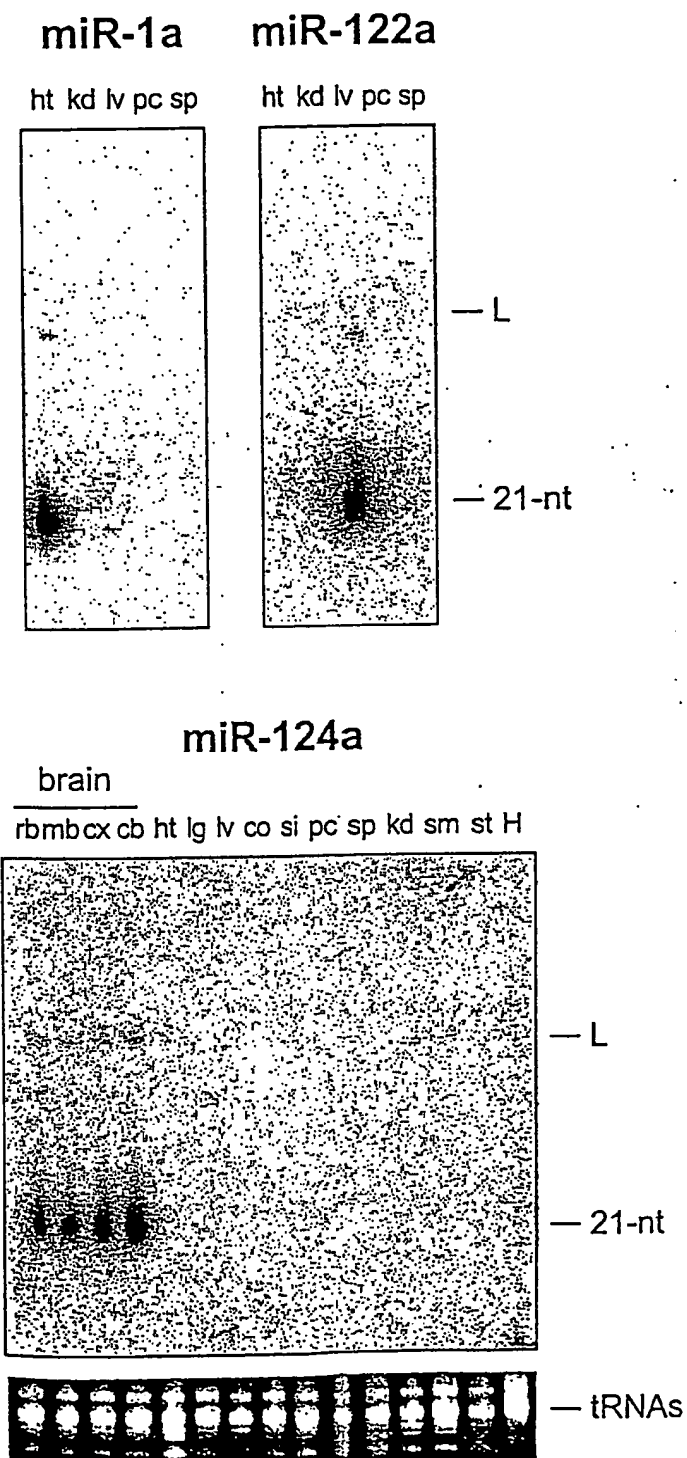 miR-1a miR-122a
ht kd lv pc sp ht kd lv pc sp
L
21-nt
miR-124a
brain
rb mb cx cb ht lg lv co si pc sp kd sm st H
L
21-nt
tRNAs